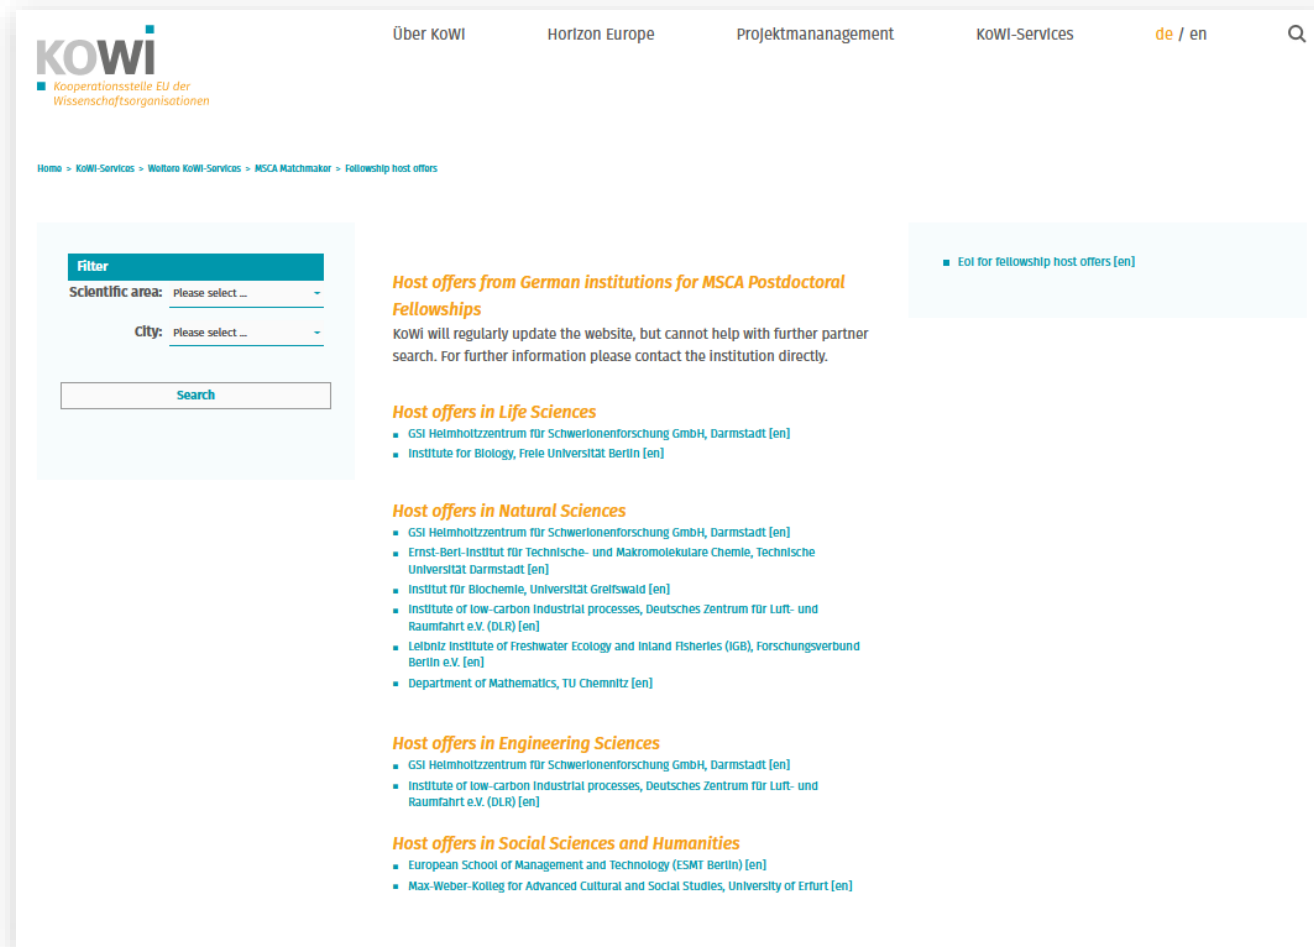 KOWi
Kooperationsstelle EU der
Wissenschaftsorganisationen
Über KoWi
Horizon Europe
Projektmananagement
KoWi-Services
de / en
Home > KoWi-Services > Weitere KoWi-Services > MSCA Matchmaker > Fellowship host offers
Filter
Scientific area: Please select ...
City: Please select ...
Search
Host offers from German institutions for MSCA Postdoctoral
Fellowships
KoWi will regularly update the website, but cannot help with further partner
search. For further information please contact the institution directly.
Host offers in Life Sciences
GSI Helmholtzzentrum für Schwerionenforschung GmbH, Darmstadt [en]
Institute for Biology, Freie Universität Berlin [en]
Host offers in Natural Sciences
GSI Helmholtzzentrum für Schwerionenforschung GmbH, Darmstadt [en]
Ernst-Berl-Institut für Technische- und Makromolekulare Chemie, Technische
Universität Darmstadt [en]
Institut für Biochemie, Universität Greifswald [en]
Institute of low-carbon industrial processes, Deutsches Zentrum für Luft- und
Raumfahrt e.V. (DLR) [en]
Leibniz Institute of Freshwater Ecology and Inland Fisheries (IGB), Forschungsverbund
Berlin e.V. [en]
Department of Mathematics, TU Chemnitz [en]
Host offers in Engineering Sciences
GSI Helmholtzzentrum für Schwerionenforschung GmbH, Darmstadt [en]
Institute of low-carbon industrial processes, Deutsches Zentrum für Luft- und
Raumfahrt e.V. (DLR) [en]
Host offers in Social Sciences and Humanities
European School of Management and Technology (ESMT Berlin) [en]
Max-Weber-Kolleg for Advanced Cultural and Social Studies, University of Erfurt [en]
EoI for fellowship host offers [en]